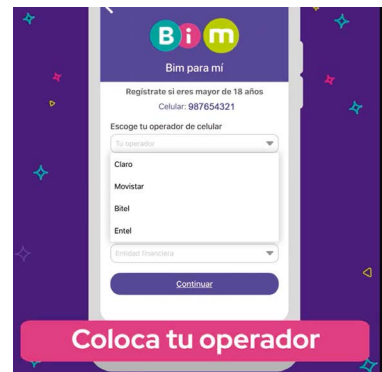 Bim
Bim para mí
Regístrate si eres mayor de 18 años
Celular: 987654321
Escoge tu operador de celular
Tu operador
Claro
Movistar
Bitel
Entel
Entidad financiera
Continuar
Coloca tu operador